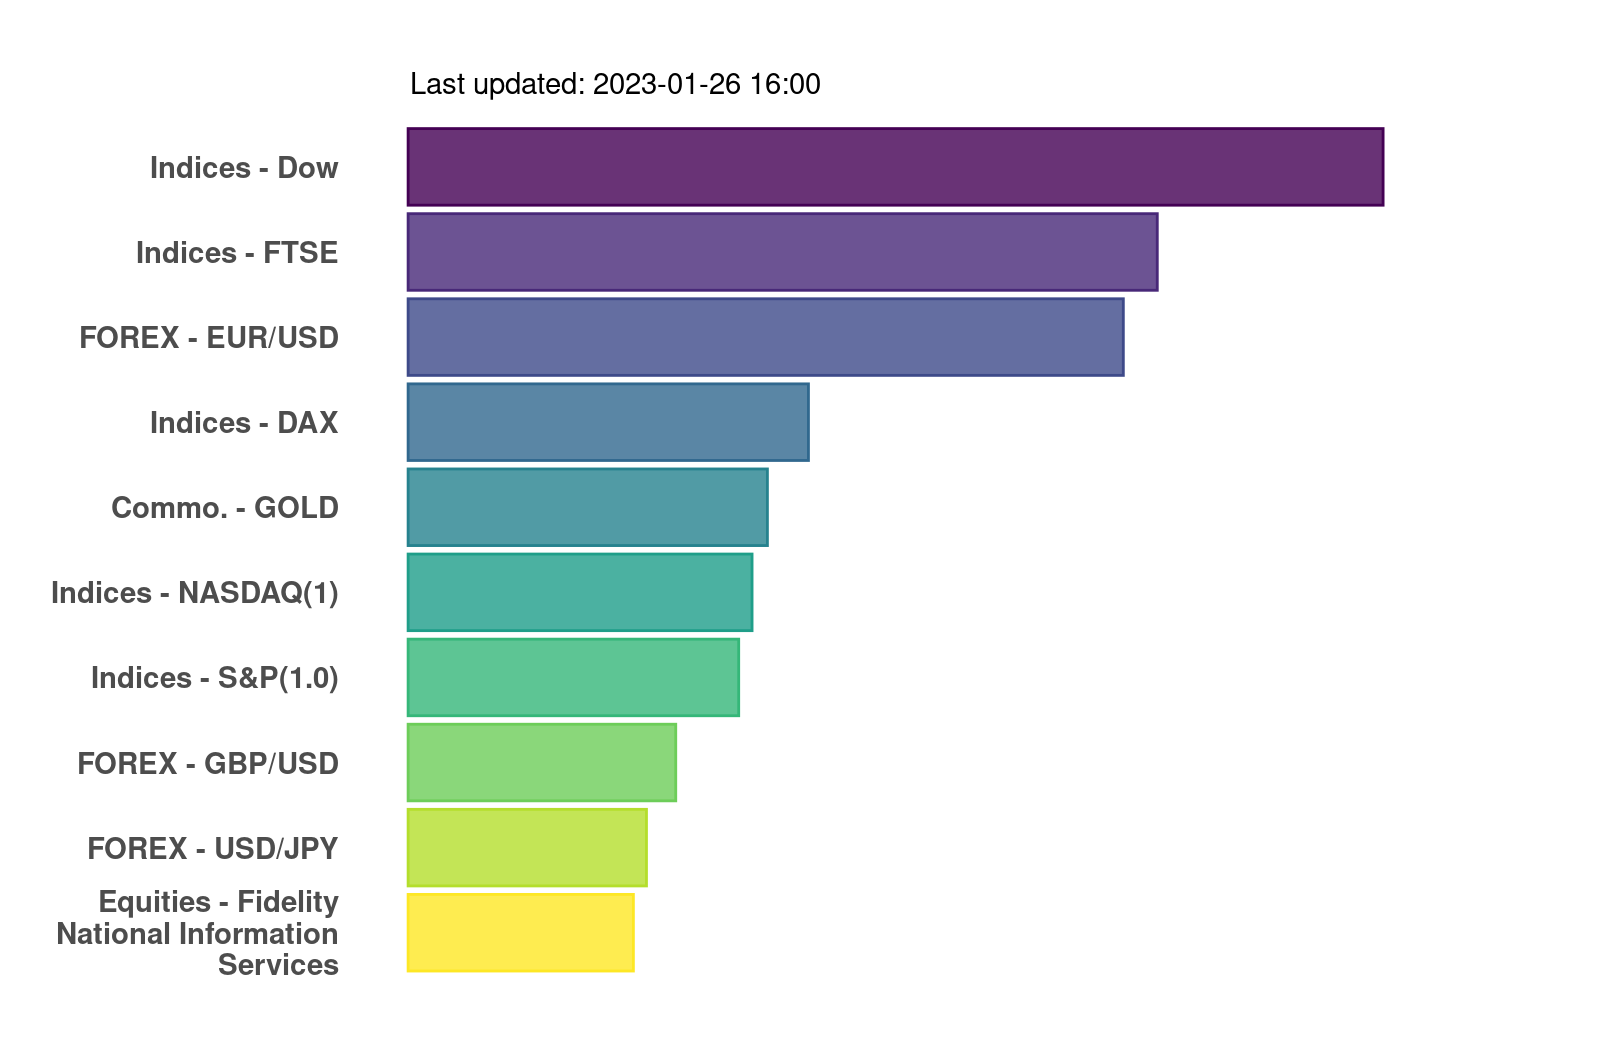 Last updated: 2023-01-26 16:00
Indices - Dow
Indices - FTSE
FOREX - EUR/USD
Indices - DAX
Commo. - GOLD
Indices - NASDAQ(1)
Indices - S&P(1.0)
FOREX - GBP/USD
FOREX - USD/JPY
Equities - Fidelity
National Information
Services